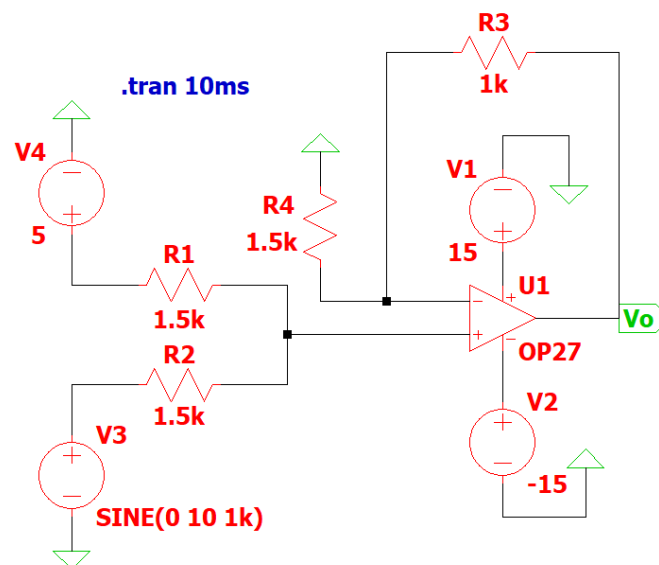 R3
1k
.tran 10ms
V4
5
V1
15
R4
1.5k
R1
1.5k
U1
Vo
OP27
R2
1.5k
V2
-15
V3
SINE(0 10 1k)